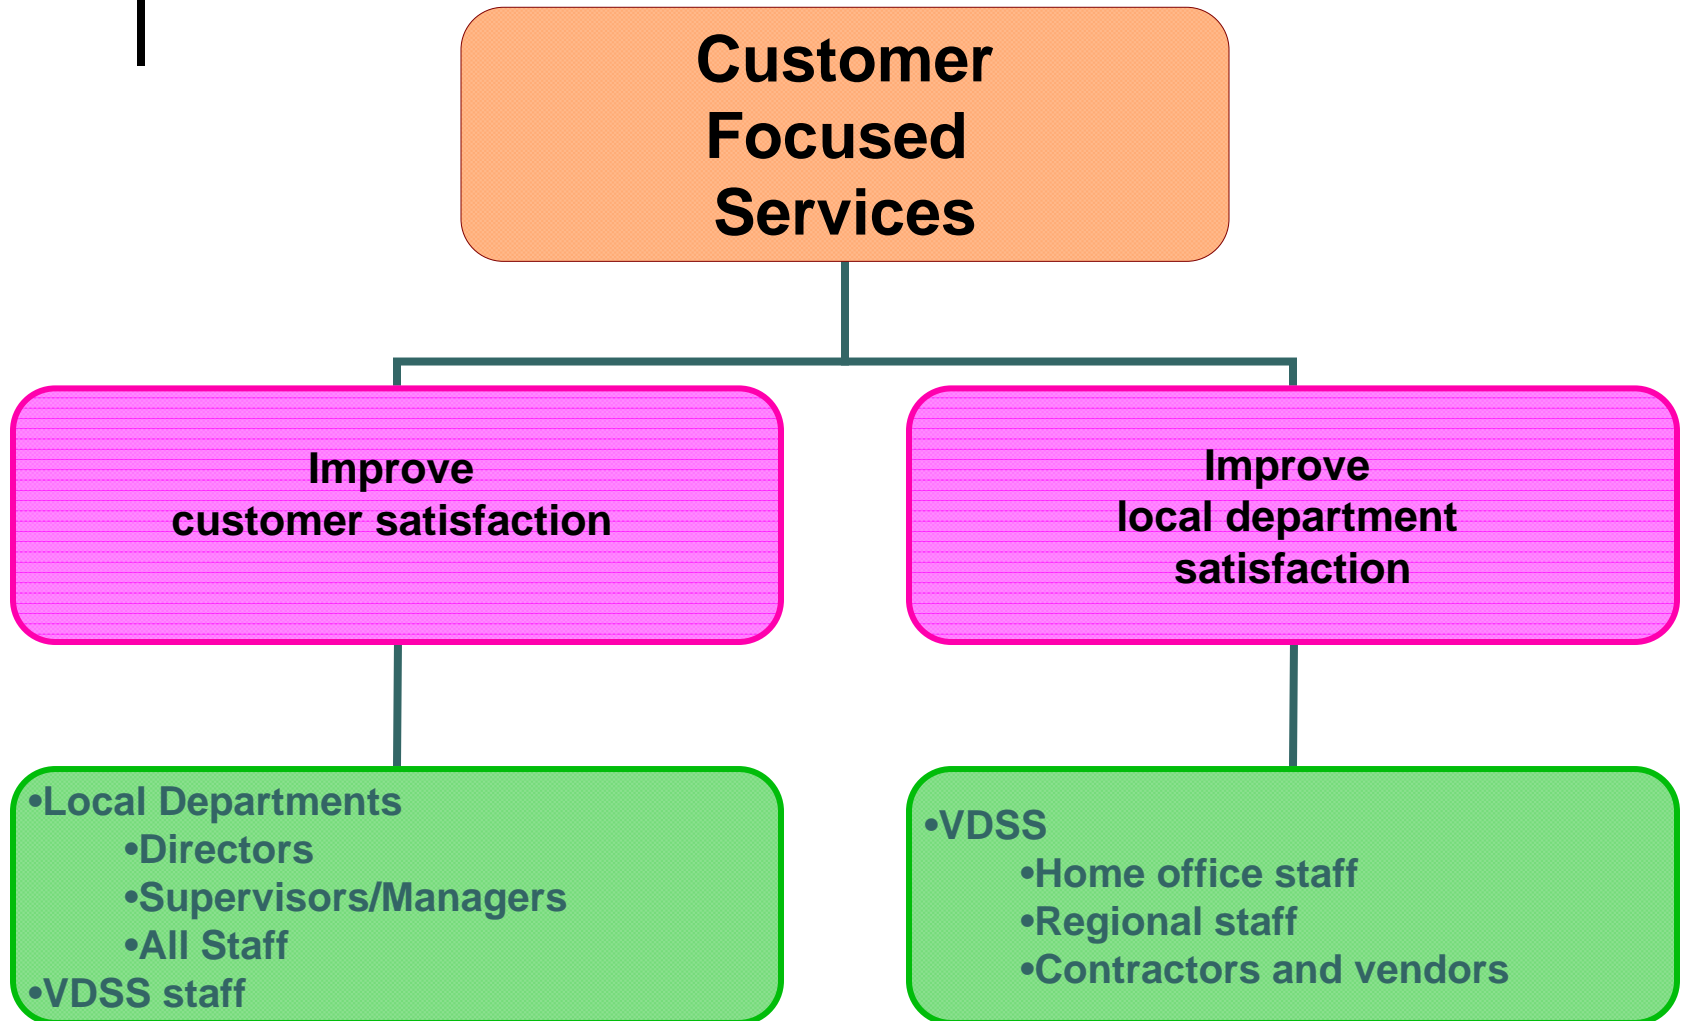 Customer
Focused
Services
Improve
customer satisfaction
Improve
local department
satisfaction
•Local Departments
•Directors
•Supervisors/Managers
•All Staff
•VDSS staff
•VDSS
•Home office staff
•Regional staff
•Contractors and vendors